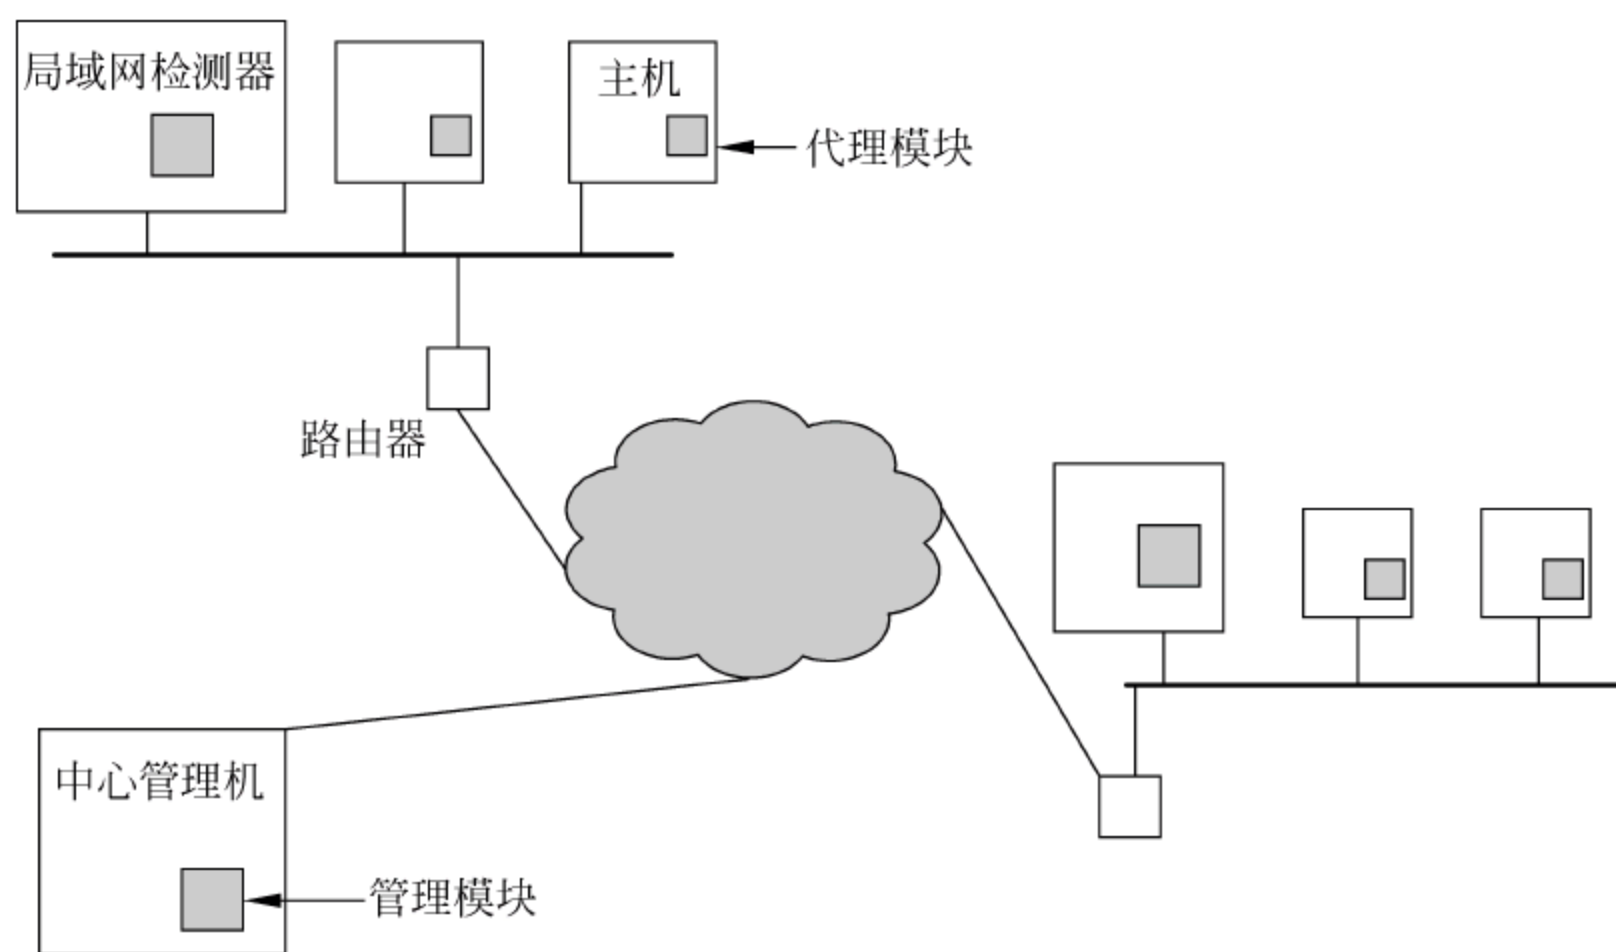 局域网检测器
主机
代理模块
路由器
中心管理机
管理模块